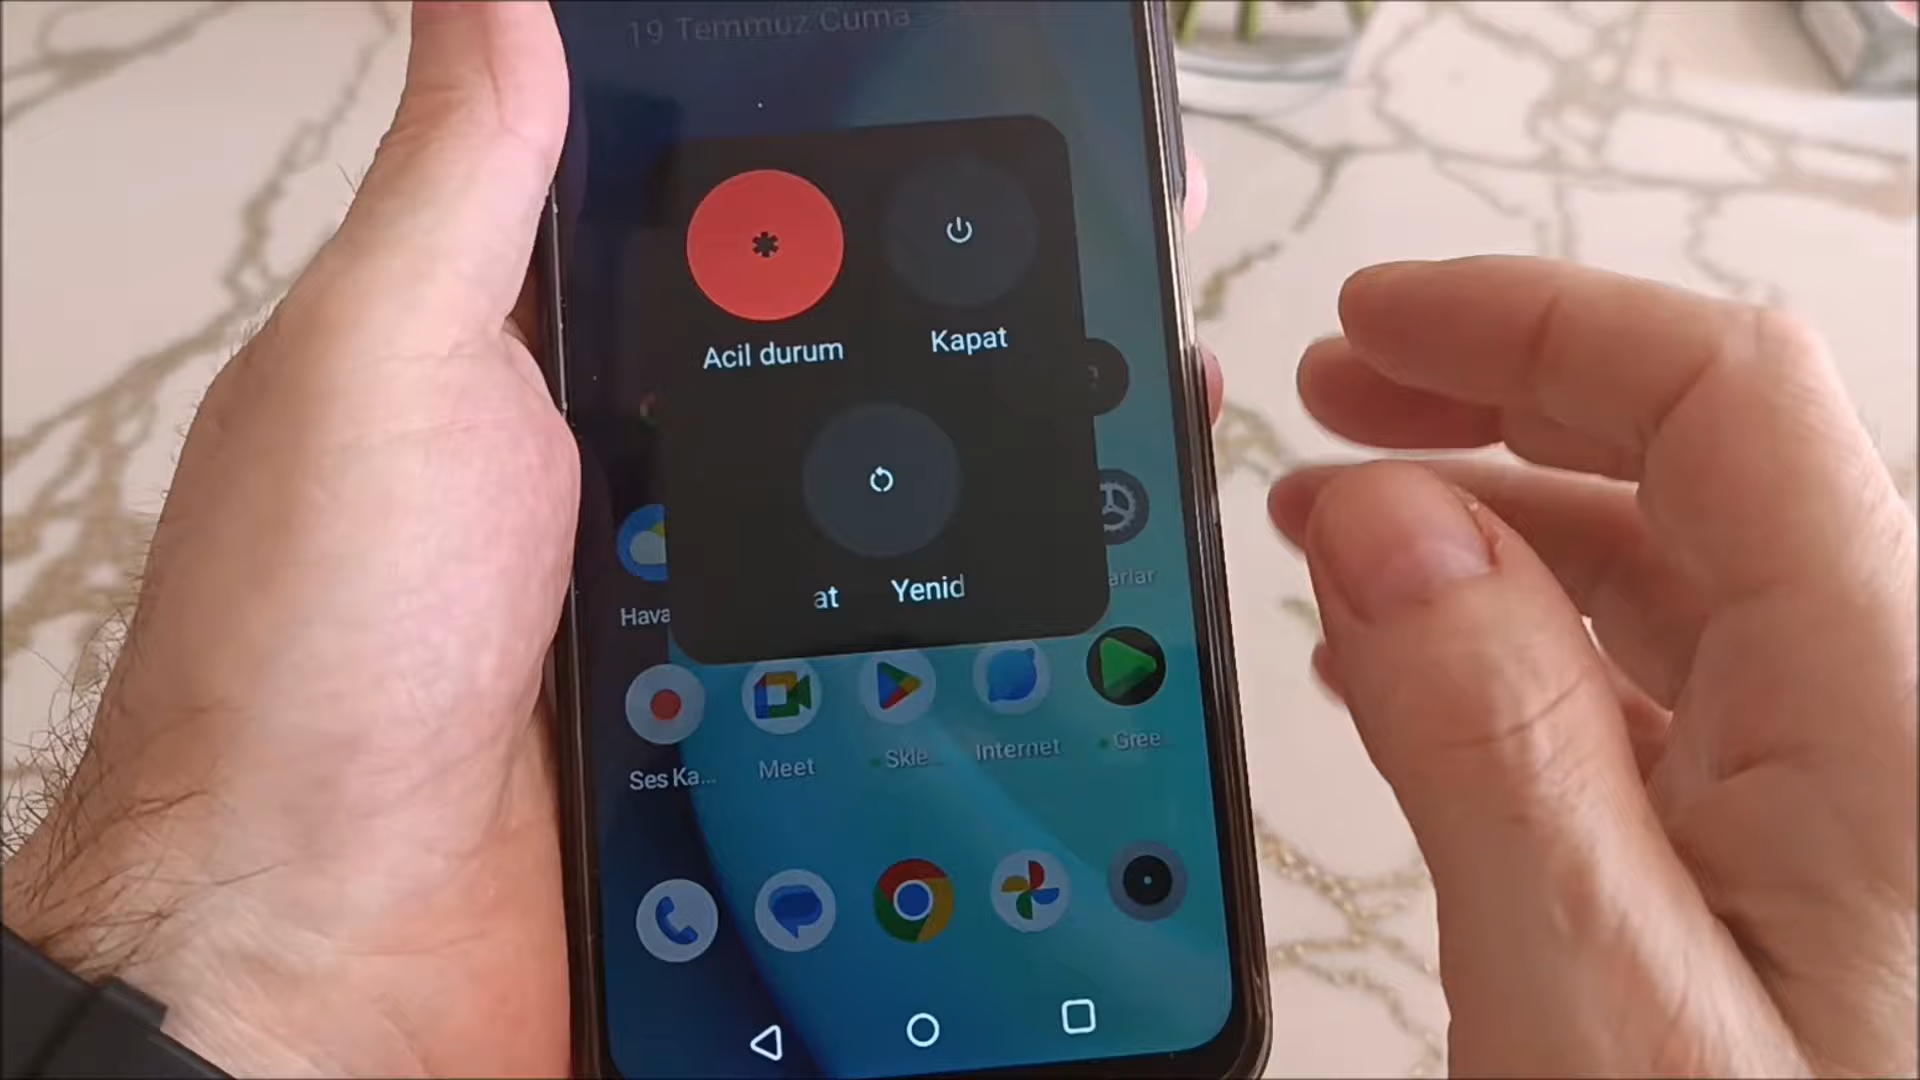 19 Temmuz Cuma
Acil durum
Kapat
at Yenid
Hava
arlar
Ses Ka...
Meet
Skle...
Internet
Gree...